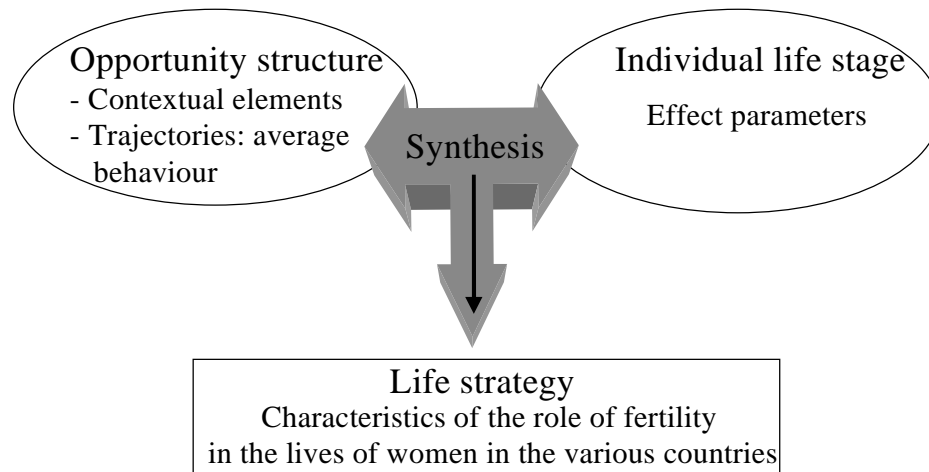 Opportunity structure
- Contextual elements
- Trajectories: average
behaviour
Individual life stage
Effect parameters
Synthesis
Life strategy
Characteristics of the role of fertility
in the lives of women in the various countries